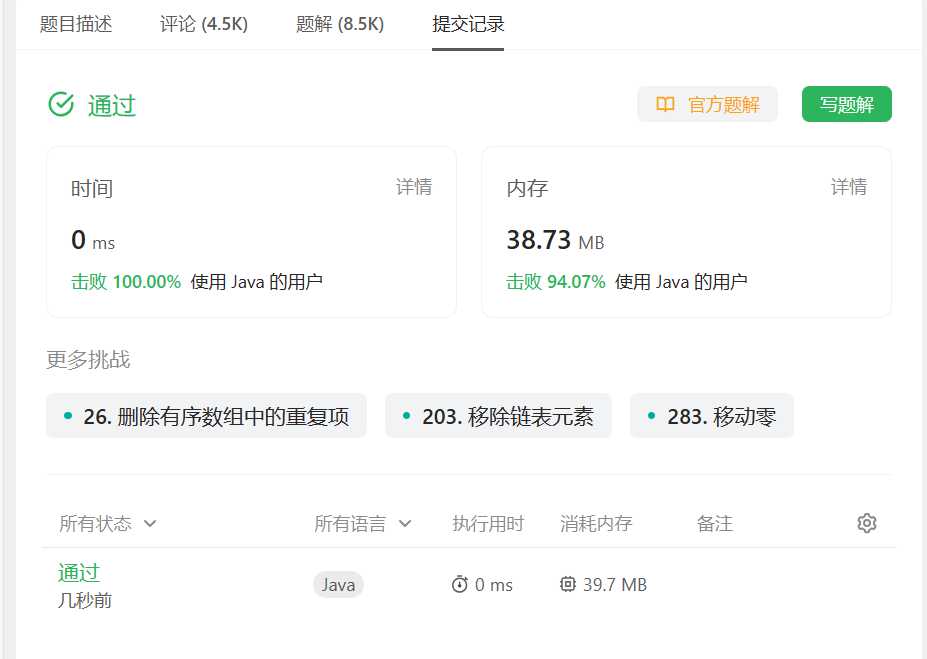 题目描述 评论 (4.5K) 题解 (8.5K) 提交记录
通过 官方题解 写题解
时间 详情 内存 详情
0 ms 38.73 MB
击败 100.00% 使用 Java 的用户 击败 94.07% 使用 Java 的用户
更多挑战
26. 删除有序数组中的重复项 203. 移除链表元素 283. 移动零
所有状态 所有语言 执行用时 消耗内存 备注
通过 Java 0 ms 39.7 MB
几秒前